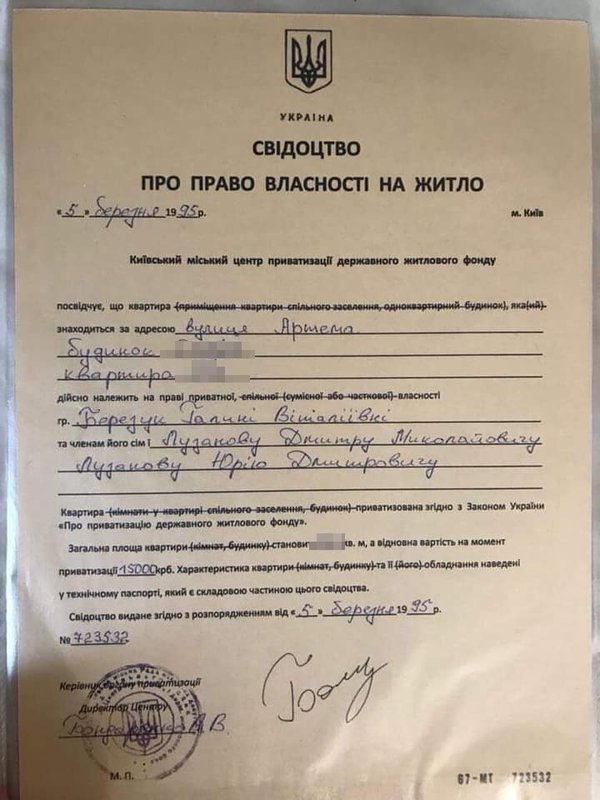 УКРАЇНА
СВІДОЦТВО
ПРО ПРАВО ВЛАСНОСТІ НА ЖИТЛО
«5» березня 1995р. м. Київ
Київський міський центр приватизації державного житлового фонду
посвідчує, що квартира (приміщення квартири спільного заселення, одноквартирний будинок), яка(ий)
знаходиться за адресою вулиця Артема
будинок
квартира
дійсно належить на праві приватної, спільної (сумісної або часткової) власності
гр. Березук Галині Віталіївні
та членам його сім ї Лузанову Дмитру Миколайовичу
Лузанову Юрію Дмитровичу
Квартира (кімнати у квартирі спільного заселення, будинок) приватизована згідно з Законом України
«Про приватизацію державного житлового фонду».
Загальна площа квартири (кімнат, будинку) становить кв. м, а відновна вартість на момент
приватизації 15000 крб. Характеристика квартири (кімнат, будинку) та її (його) обладнання наведені
у технічному паспорті, який є складовою частиною цього свідоцтва.
Свідоцтво видане згідно з розпорядженням від «5» березня 1995р.
№ 723532
Керівник органу приватизації
Директор Центру
М. П.
67-МТ 723532